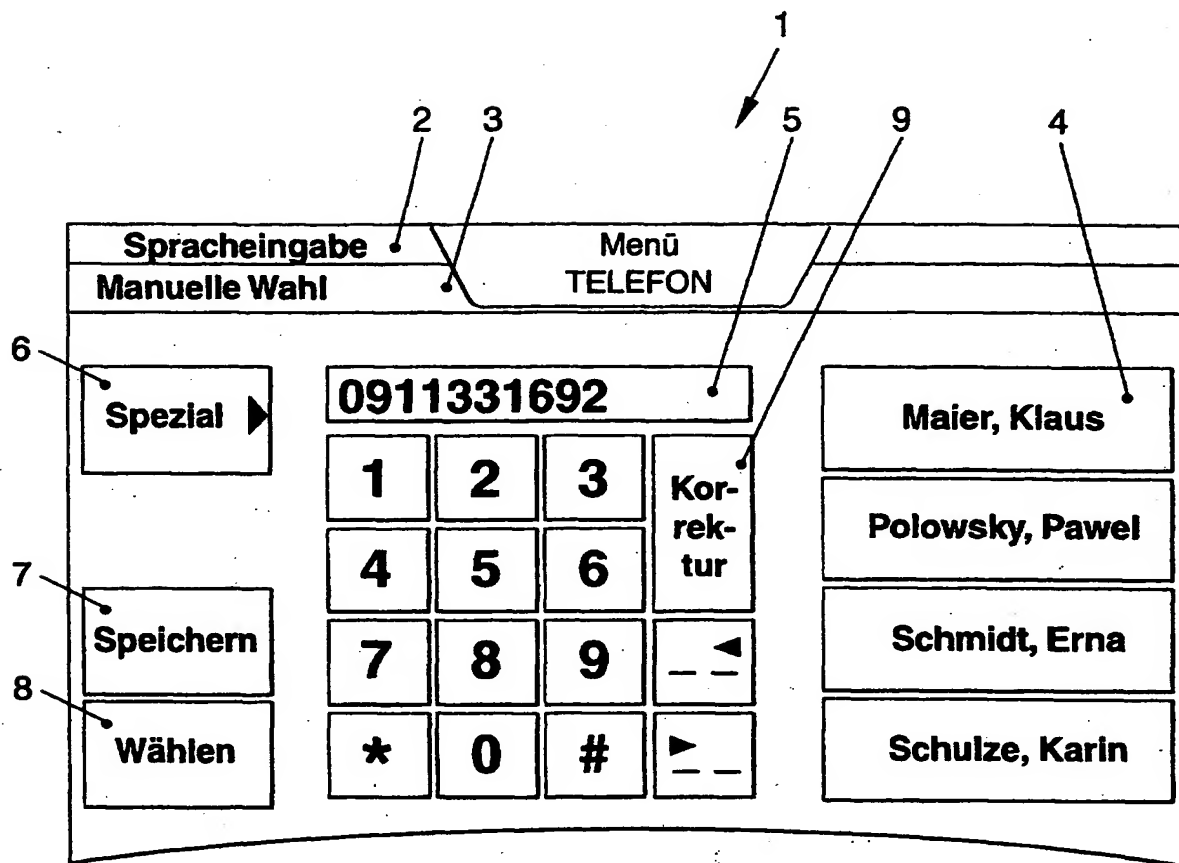 1
2
3
5
9
4
Spracheingabe
Menü
Manuelle Wahl
TELEFON
6
Spezial
0911331692
Maier, Klaus
1
2
3
Kor-
rek-
tur
Polowsky, Pawel
4
5
6
7
Speichern
7
8
9
Schmidt, Erna
8
Wählen
*
0
#
Schulze, Karin